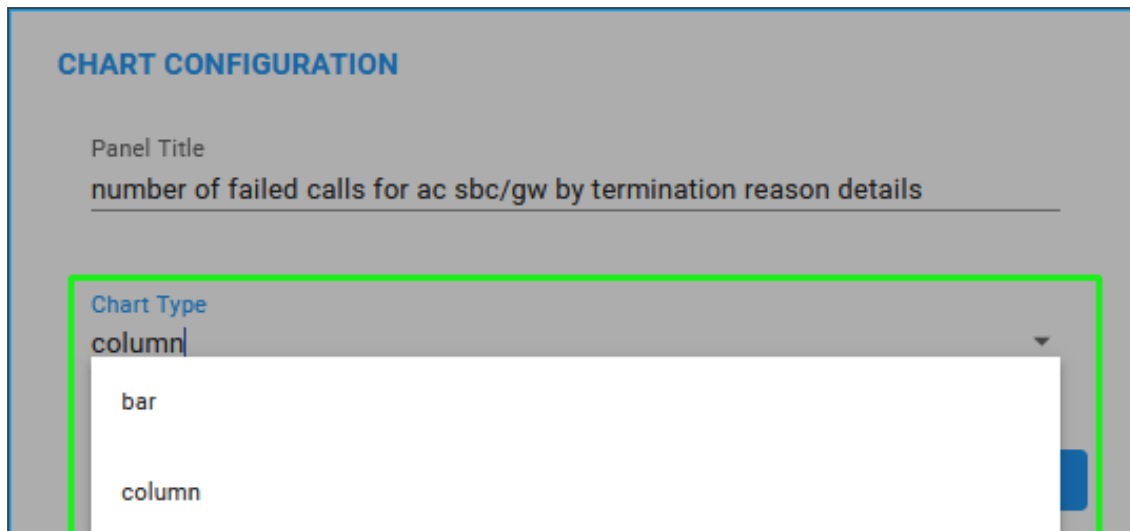 CHART CONFIGURATION
Panel Title
number of failed calls for ac sbc/gw by termination reason details
Chart Type
column
bar
column